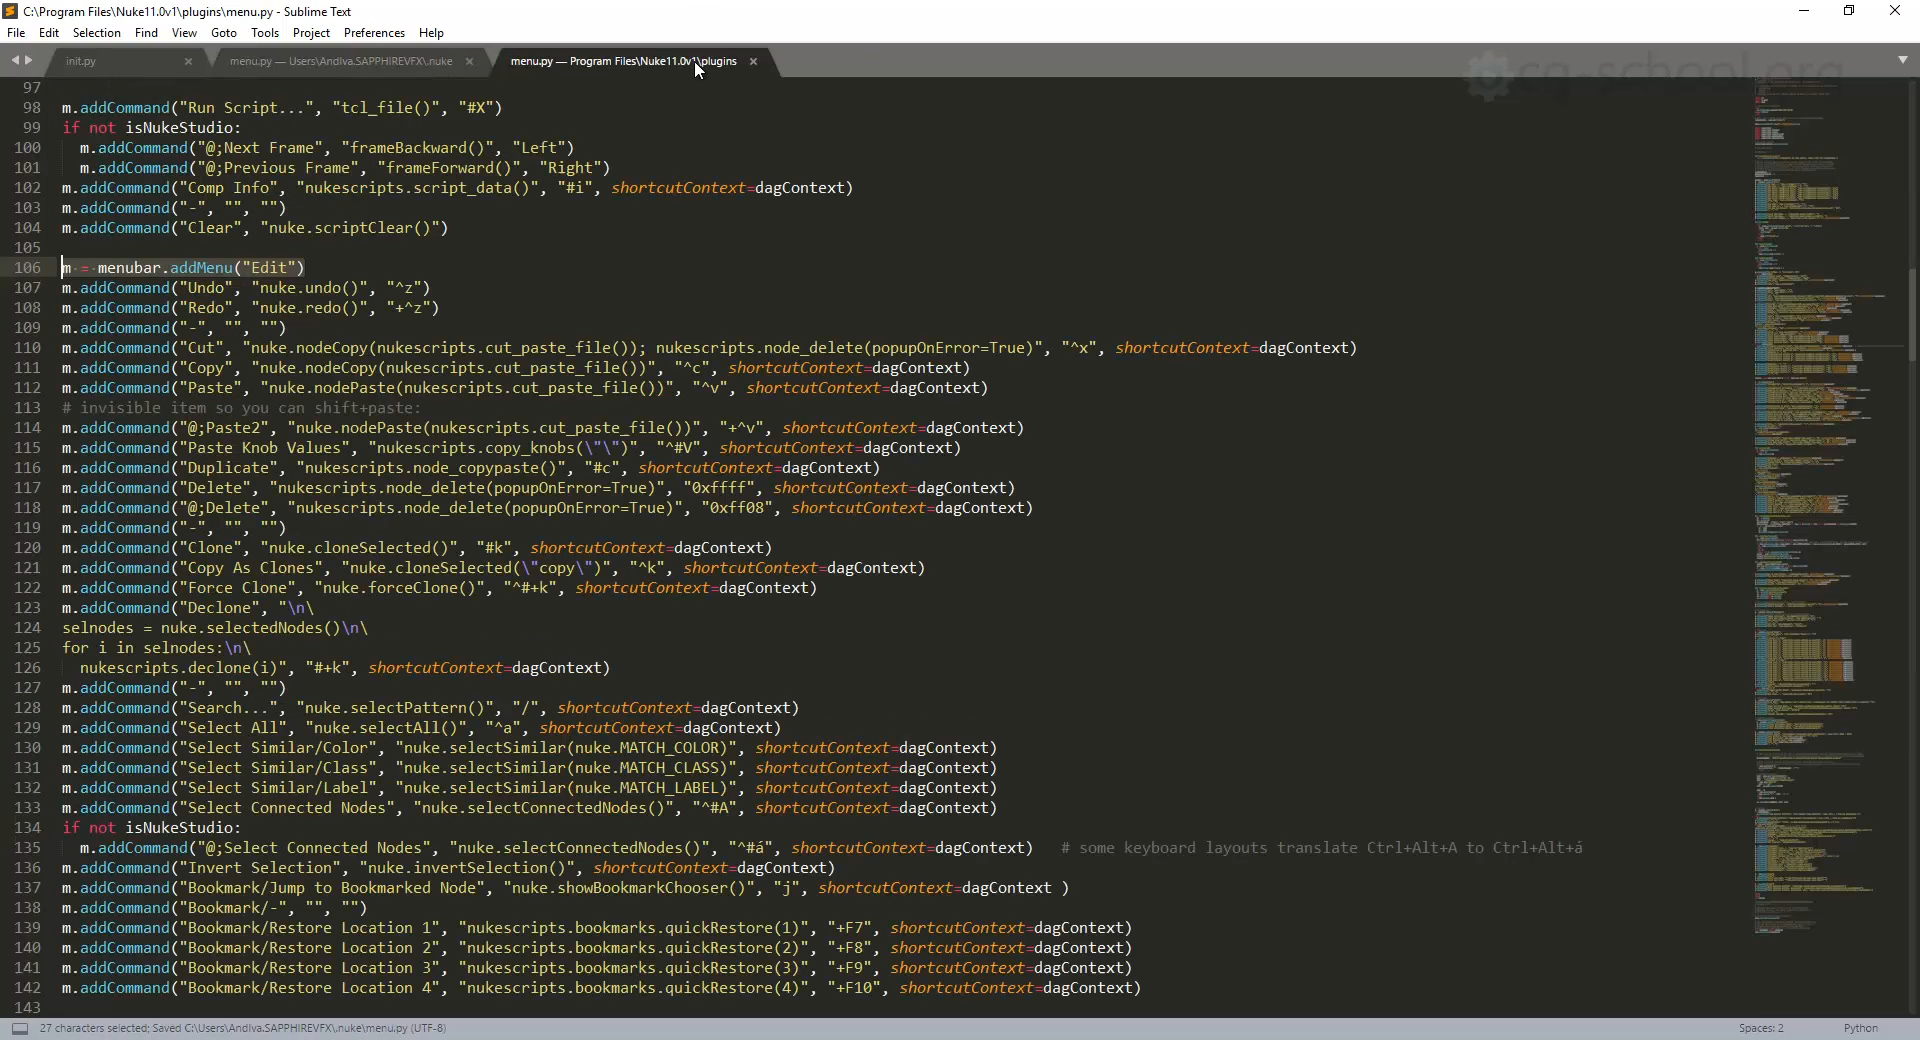 C:\Program Files\Nuke11.0v1\plugins\menu.py - Sublime Text
File Edit Selection Find View Goto Tools Project Preferences Help
init.py × menu.py — Users\AndIva.SAPPHIREVFX\.nuke × menu.py — Program Files\Nuke11.0v1\plugins ×
cg-school.org
97
98 m.addCommand("Run Script...", "tcl_file()", "#X")
99 if not isNukeStudio:
100 m.addCommand("@;Next Frame", "frameBackward()", "Left")
101 m.addCommand("@;Previous Frame", "frameForward()", "Right")
102 m.addCommand("Comp Info", "nukescripts.script_data()", "#i", shortcutContext=dagContext)
103 m.addCommand("-", "", "")
104 m.addCommand("Clear", "nuke.scriptClear()")
105
106 m = menubar.addMenu("Edit")
107 m.addCommand("Undo", "nuke.undo()", "^z")
108 m.addCommand("Redo", "nuke.redo()", "+^z")
109 m.addCommand("-", "", "")
110 m.addCommand("Cut", "nuke.nodeCopy(nukescripts.cut_paste_file()); nukescripts.node_delete(popupOnError=True)", "^x", shortcutContext=dagContext)
111 m.addCommand("Copy", "nuke.nodeCopy(nukescripts.cut_paste_file())", "^c", shortcutContext=dagContext)
112 m.addCommand("Paste", "nuke.nodePaste(nukescripts.cut_paste_file())", "^v", shortcutContext=dagContext)
113 # invisible item so you can shift+paste:
114 m.addCommand("@;Paste2", "nuke.nodePaste(nukescripts.cut_paste_file())", "+^v", shortcutContext=dagContext)
115 m.addCommand("Paste Knob Values", "nukescripts.copy_knobs(\"\")", "^#V", shortcutContext=dagContext)
116 m.addCommand("Duplicate", "nukescripts.node_copypaste()", "#c", shortcutContext=dagContext)
117 m.addCommand("Delete", "nukescripts.node_delete(popupOnError=True)", "0xffff", shortcutContext=dagContext)
118 m.addCommand("@;Delete", "nukescripts.node_delete(popupOnError=True)", "0xff08", shortcutContext=dagContext)
119 m.addCommand("-", "", "")
120 m.addCommand("Clone", "nuke.cloneSelected()", "#k", shortcutContext=dagContext)
121 m.addCommand("Copy As Clones", "nuke.cloneSelected(\"copy\")", "^k", shortcutContext=dagContext)
122 m.addCommand("Force Clone", "nuke.forceClone()", "^#+k", shortcutContext=dagContext)
123 m.addCommand("Declone", "\n\
124 selnodes = nuke.selectedNodes()\n\
125 for i in selnodes:\n\
126 nukescripts.declone(i)", "#+k", shortcutContext=dagContext)
127 m.addCommand("-", "", "")
128 m.addCommand("Search...", "nuke.selectPattern()", "/", shortcutContext=dagContext)
129 m.addCommand("Select All", "nuke.selectAll()", "^a", shortcutContext=dagContext)
130 m.addCommand("Select Similar/Color", "nuke.selectSimilar(nuke.MATCH_COLOR)", shortcutContext=dagContext)
131 m.addCommand("Select Similar/Class", "nuke.selectSimilar(nuke.MATCH_CLASS)", shortcutContext=dagContext)
132 m.addCommand("Select Similar/Label", "nuke.selectSimilar(nuke.MATCH_LABEL)", shortcutContext=dagContext)
133 m.addCommand("Select Connected Nodes", "nuke.selectConnectedNodes()", "^#A", shortcutContext=dagContext)
134 if not isNukeStudio:
135 m.addCommand("@;Select Connected Nodes", "nuke.selectConnectedNodes()", "^#á", shortcutContext=dagContext) # some keyboard layouts translate Ctrl+Alt+A to Ctrl+Alt+á
136 m.addCommand("Invert Selection", "nuke.invertSelection()", shortcutContext=dagContext)
137 m.addCommand("Bookmark/Jump to Bookmarked Node", "nuke.showBookmarkChooser()", "j", shortcutContext=dagContext )
138 m.addCommand("Bookmark/-", "", "")
139 m.addCommand("Bookmark/Restore Location 1", "nukescripts.bookmarks.quickRestore(1)", "+F7", shortcutContext=dagContext)
140 m.addCommand("Bookmark/Restore Location 2", "nukescripts.bookmarks.quickRestore(2)", "+F8", shortcutContext=dagContext)
141 m.addCommand("Bookmark/Restore Location 3", "nukescripts.bookmarks.quickRestore(3)", "+F9", shortcutContext=dagContext)
142 m.addCommand("Bookmark/Restore Location 4", "nukescripts.bookmarks.quickRestore(4)", "+F10", shortcutContext=dagContext)
143
27 characters selected; Saved C:\Users\AndIva.SAPPHIREVFX\.nuke\menu.py (UTF-8) Spaces: 2 Python